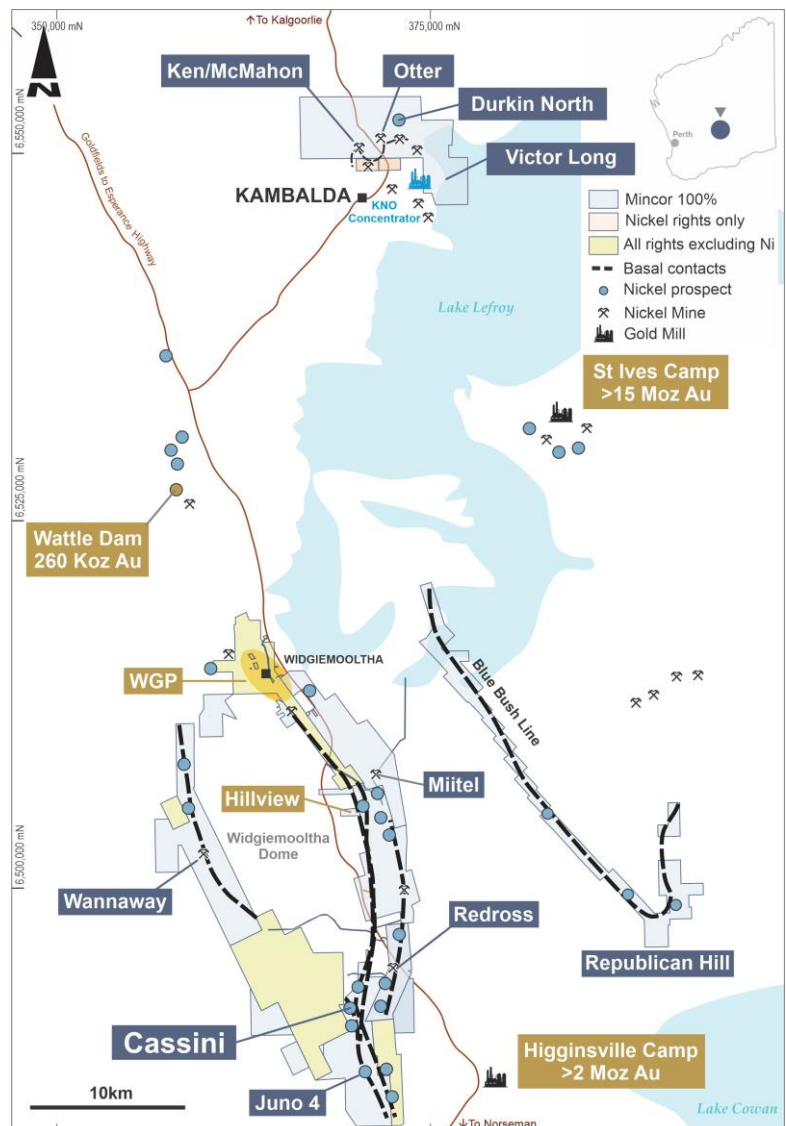 350,000 mN
↑To Kalgoorlie
375,000 mN
N
Ken/McMahon
Otter
Durkin North
Victor Long
Perth
6,550,000 mN
Goldfields to Esperance Highway
KAMBALDA
KNO
Concentrator
Mincor 100%
Nickel rights only
All rights excluding Ni
Basal contacts
Nickel prospect
Nickel Mine
Gold Mill
Lake Lefroy
St Ives Camp
>15 Moz Au
6,525,000 mN
Wattle Dam
260 Koz Au
WIDGIEMOOLTHA
WGP
Blue Bush Line
Miitel
Hillview
Widgiemooltha
Dome
6,500,000 mN
Wannaway
Redross
Republican Hill
Cassini
Higginsville Camp
>2 Moz Au
Juno 4
10km
Lake Cowan
↓To Norseman